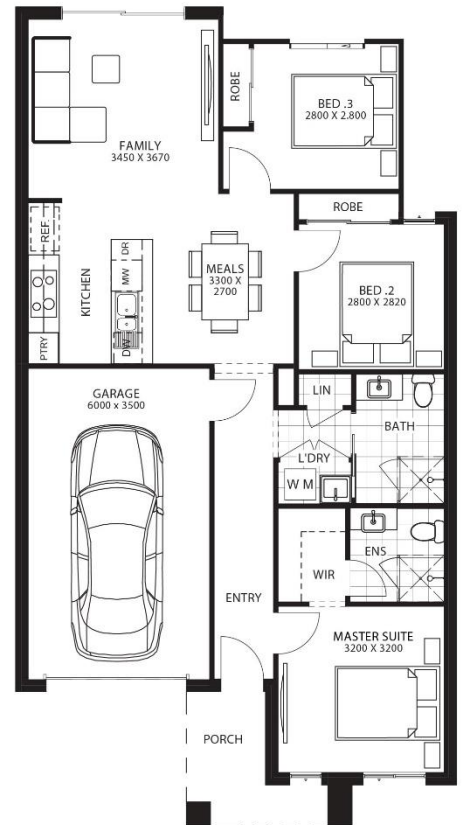 ROBE
BED .3
2800 X 2.800
FAMILY
3450 X 3670
ROBE
REF.
DR
MW
KITCHEN
MEALS
3300 X
2700
BED .2
2800 X 2820
PTRY
DW
GARAGE
6000 x 3500
LIN
BATH
L'DRY
W M
ENS
WIR
ENTRY
MASTER SUITE
3200 X 3200
PORCH